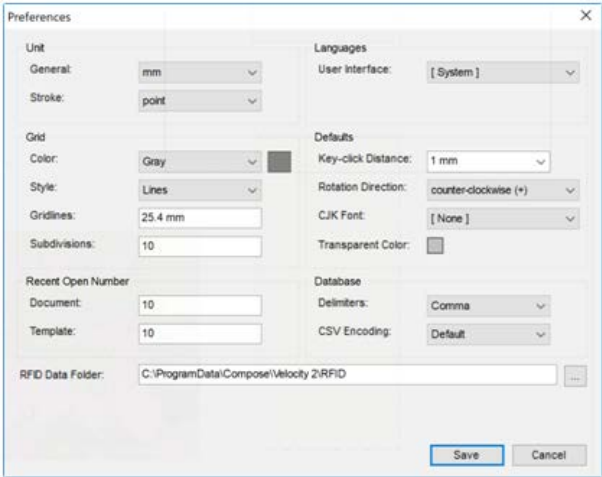 Preferences
Unit
General: mm
Stroke: point
Languages
User Interface: [ System ]
Grid
Color: Gray
Style: Lines
Gridlines: 25.4 mm
Subdivisions: 10
Defaults
Key-click Distance: 1 mm
Rotation Direction: counter-clockwise (+)
CJK Font: [ None ]
Transparent Color:
Recent Open Number
Document: 10
Template: 10
Database
Delimiters: Comma
CSV Encoding: Default
RFID Data Folder: C:\ProgramData\Compose\Velocity 2\RFID ...
Save Cancel